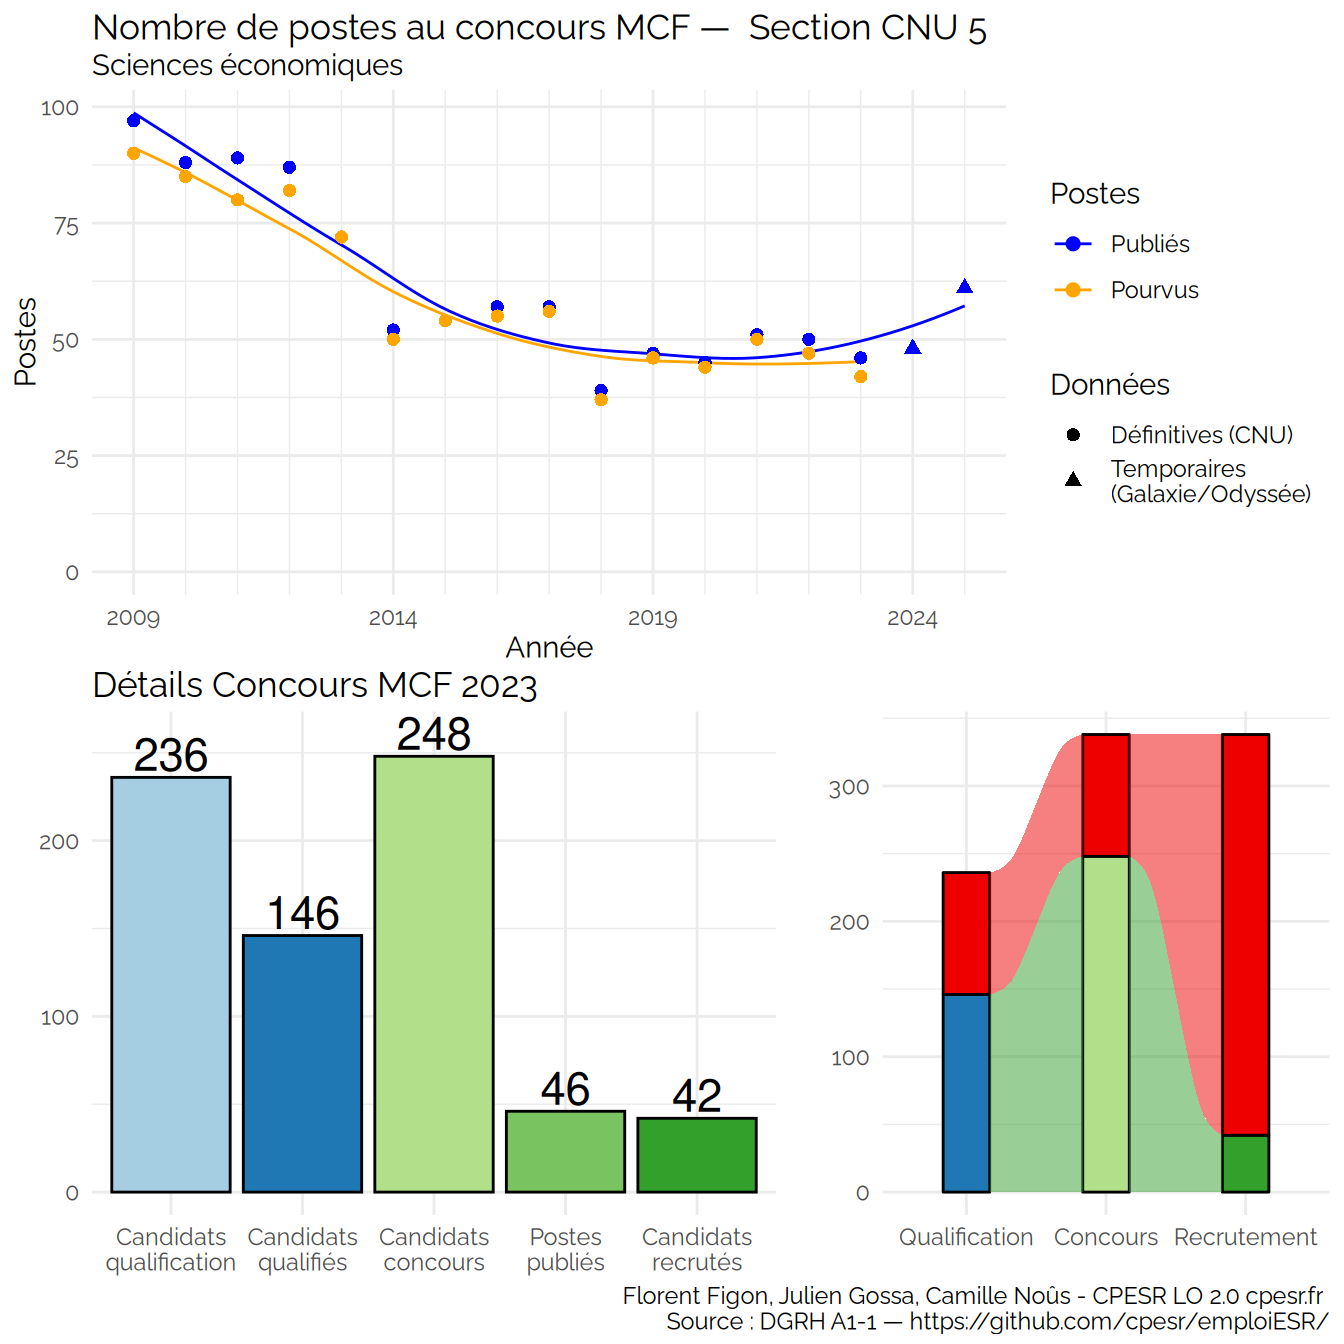 Nombre de postes au concours MCF — Section CNU 5
Sciences économiques
100
75
50
25
0
Postes
2009 2014 2019 2024
Année
Postes
Publiés
Pourvus
Données
Définitives (CNU)
Temporaires
(Galaxie/Odyssée)
Détails Concours MCF 2023
236
146
248
46
42
200
100
0
Candidats
qualification
Candidats
qualifiés
Candidats
concours
Postes
publiés
Candidats
recrutés
300
200
100
0
Qualification Concours Recrutement
Florent Figon, Julien Gossa, Camille Noûs - CPESR LO 2.0 cpesr.fr
Source : DGRH A1-1 — https://github.com/cpesr/emploiESR/